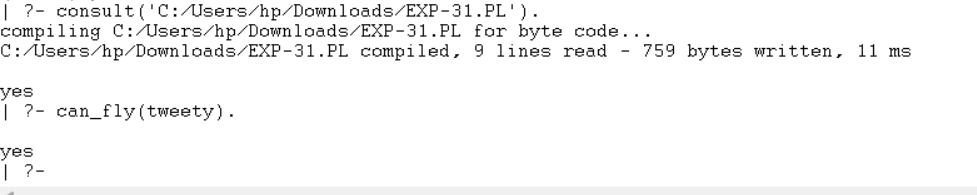 | ?- consult('C:/Users/hp/Downloads/EXP-31.PL').
compiling C:/Users/hp/Downloads/EXP-31.PL for byte code...
C:/Users/hp/Downloads/EXP-31.PL compiled, 9 lines read - 759 bytes written, 11 ms
yes
| ?- can_fly(tweety).
yes
| ?-